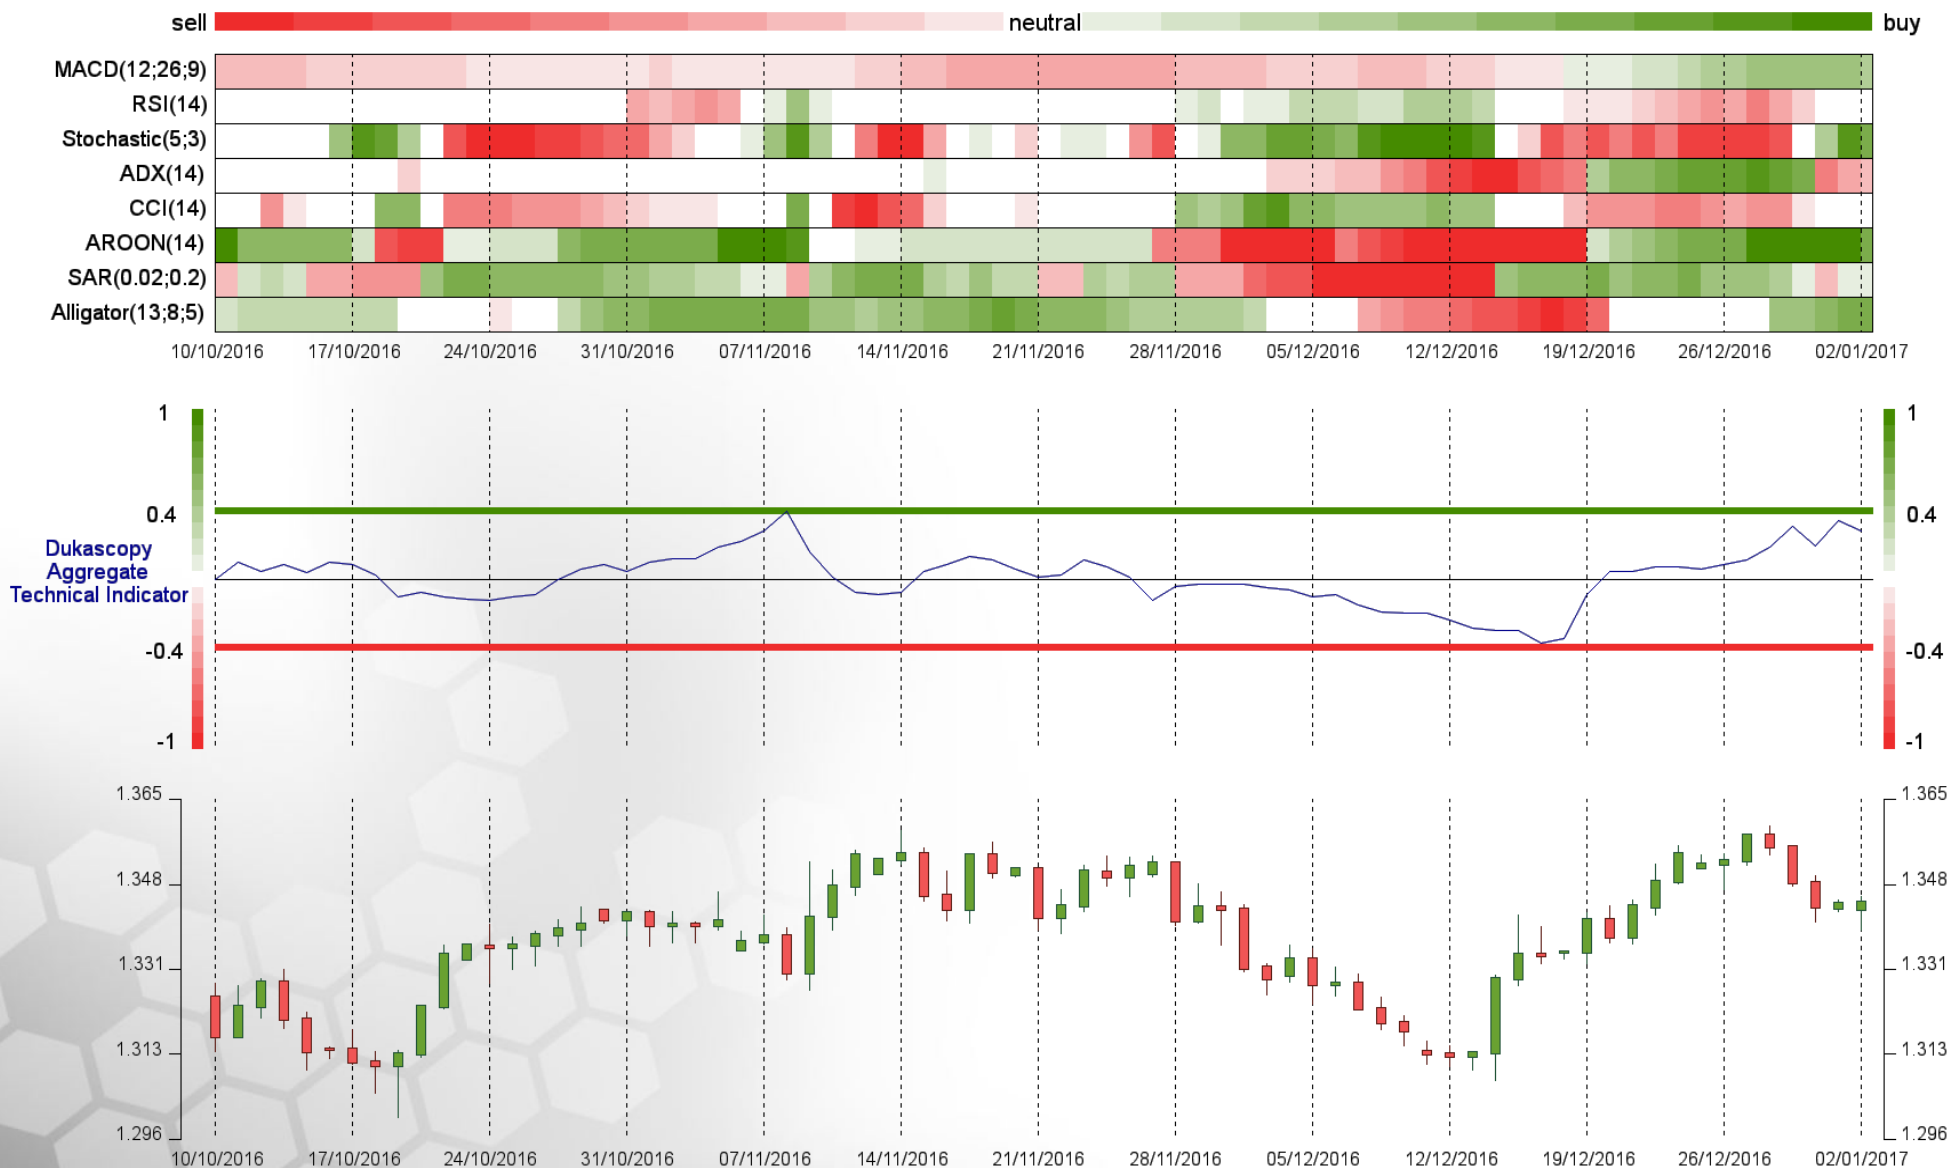 sell neutral buy
MACD(12;26;9)
RSI(14)
Stochastic(5;3)
ADX(14)
CCI(14)
AROON(14)
SAR(0.02;0.2)
Alligator(13;8;5)
10/10/2016 17/10/2016 24/10/2016 31/10/2016 07/11/2016 14/11/2016 21/11/2016 28/11/2016 05/12/2016 12/12/2016 19/12/2016 26/12/2016 02/01/2017
1 1
0.4 0.4
Dukascopy
Aggregate
Technical Indicator
-0.4 -0.4
-1 -1
1.365 1.365
1.348 1.348
1.331 1.331
1.313 1.313
1.296 1.296
10/10/2016 17/10/2016 24/10/2016 31/10/2016 07/11/2016 14/11/2016 21/11/2016 28/11/2016 05/12/2016 12/12/2016 19/12/2016 26/12/2016 02/01/2017